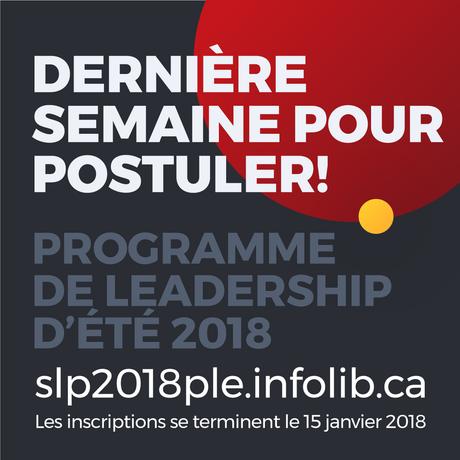 DERNIÈRE
SEMAINE POUR
POSTULER!
PROGRAMME
DE LEADERSHIP
D'ÉTÉ 2018
slp2018ple.infolib.ca
Les inscriptions se terminent le 15 janvier 2018